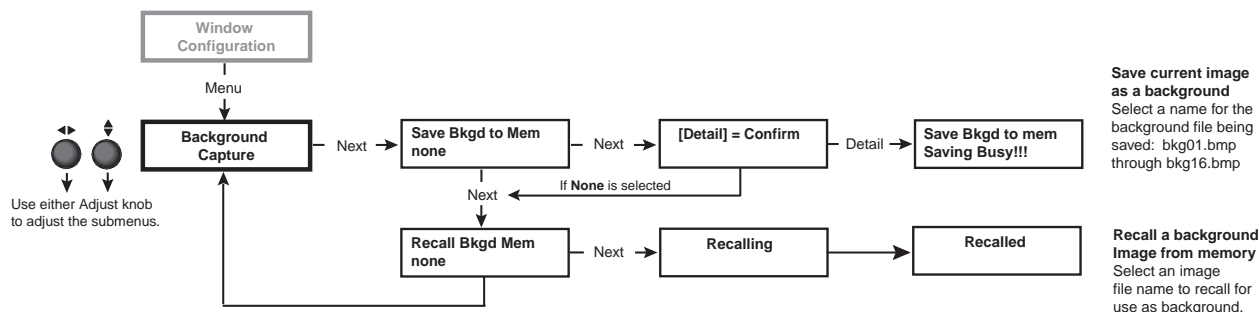 Window
Configuration
Menu
Background
Capture
Next
Save Bkgd to Mem
none
Next
[Detail] = Confirm
Detail
Save Bkgd to mem
Saving Busy!!!
Save current image
as a background
Select a name for the
background file being
saved: bkg01.bmp
through bkg16.bmp
Use either Adjust knob
to adjust the submenus.
If None is selected
Next
Recall Bkgd Mem
none
Next
Recalling
Recalled
Recall a background
Image from memory
Select an image
file name to recall for
use as background.